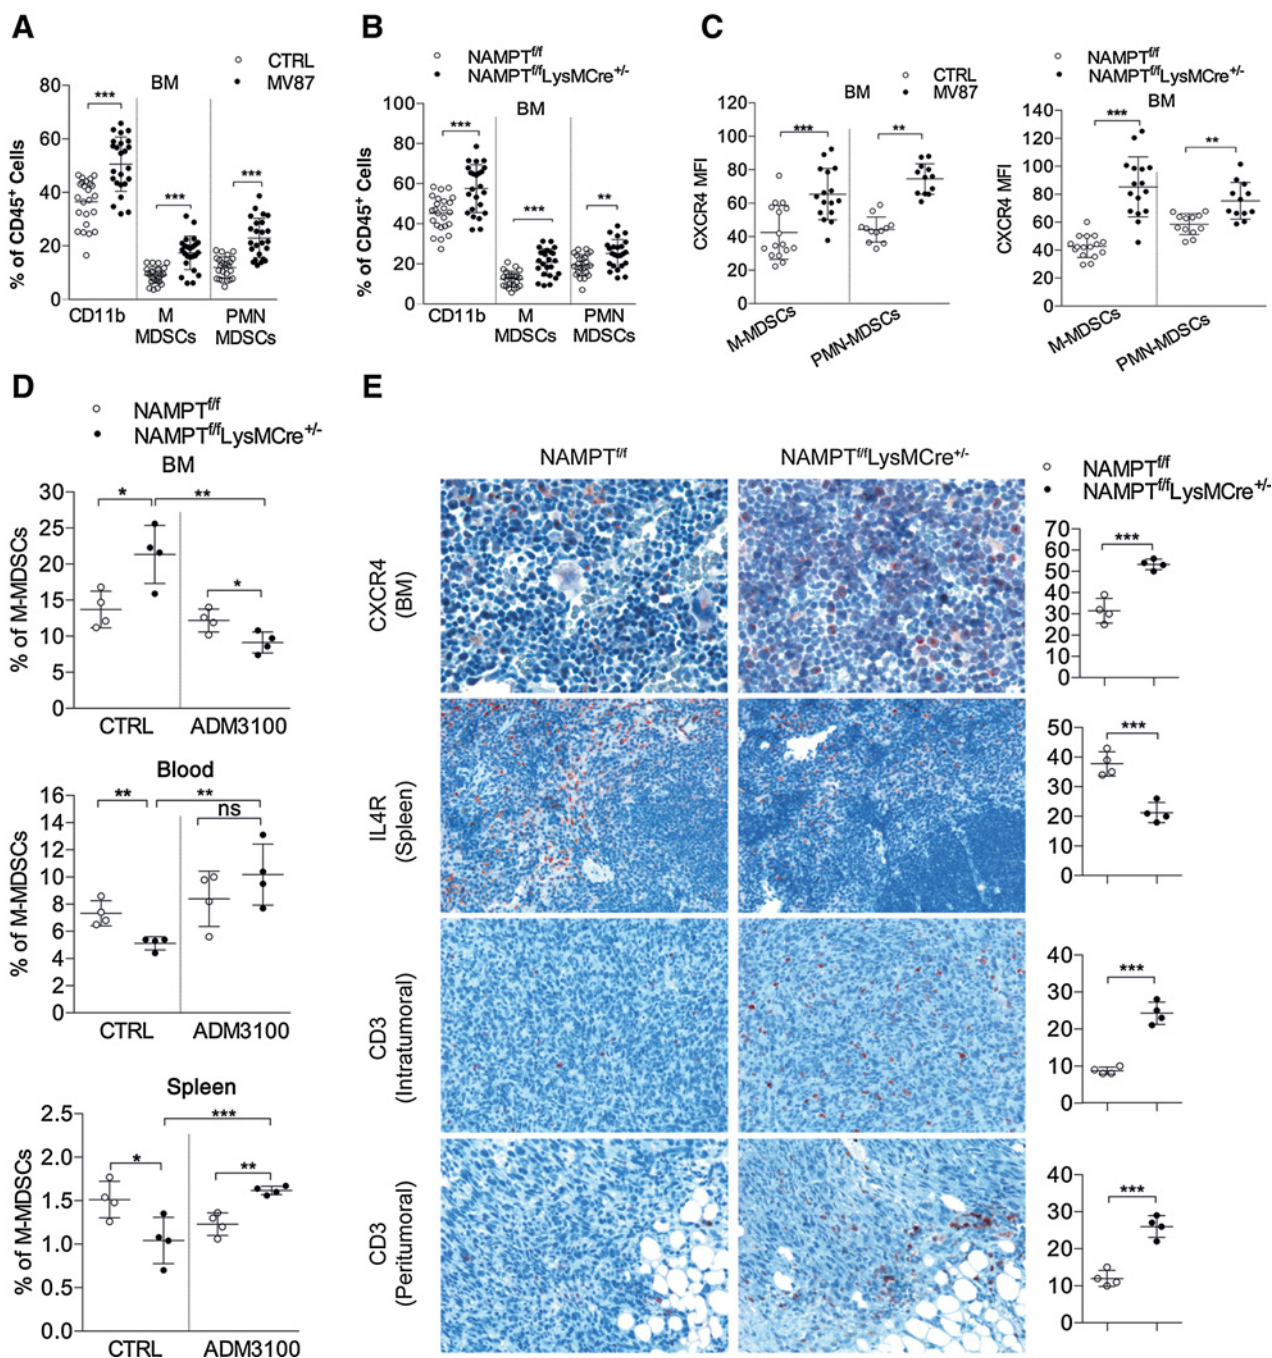 A
○ CTRL
● MV87
BM
% of CD45+ Cells
80
60
40
20
0
***
***
***
CD11b
M
MDSCs
PMN
MDSCs
B
○ NAMPTf/f
● NAMPTf/fLysMCre+/-
BM
% of CD45+ Cells
100
80
60
40
20
0
***
***
**
CD11b
M
MDSCs
PMN
MDSCs
C
○ CTRL
● MV87
BM
CXCR4 MFI
120
100
80
60
40
20
0
***
**
M-MDSCs
PMN-MDSCs
○ NAMPTf/f
● NAMPTf/fLysMCre+/-
BM
CXCR4 MFI
140
120
100
80
60
40
20
0
***
**
M-MDSCs
PMN-MDSCs
D
○ NAMPTf/f
● NAMPTf/fLysMCre+/-
BM
% of M-MDSCs
30
25
20
15
10
5
0
*
**
*
CTRL
ADM3100
Blood
% of M-MDSCs
16
14
12
10
8
6
4
2
0
**
**
ns
CTRL
ADM3100
Spleen
% of M-MDSCs
2.5
2.0
1.5
1.0
0.5
0.0
*
***
**
CTRL
ADM3100
E
NAMPTf/f
NAMPTf/fLysMCre+/-
○ NAMPTf/f
● NAMPTf/fLysMCre+/-
CXCR4
(BM)
70
60
50
40
30
20
10
0
***
IL4R
(Spleen)
50
40
30
20
10
0
***
CD3
(Intratumoral)
40
30
20
10
0
***
CD3
(Peritumoral)
40
30
20
10
0
***